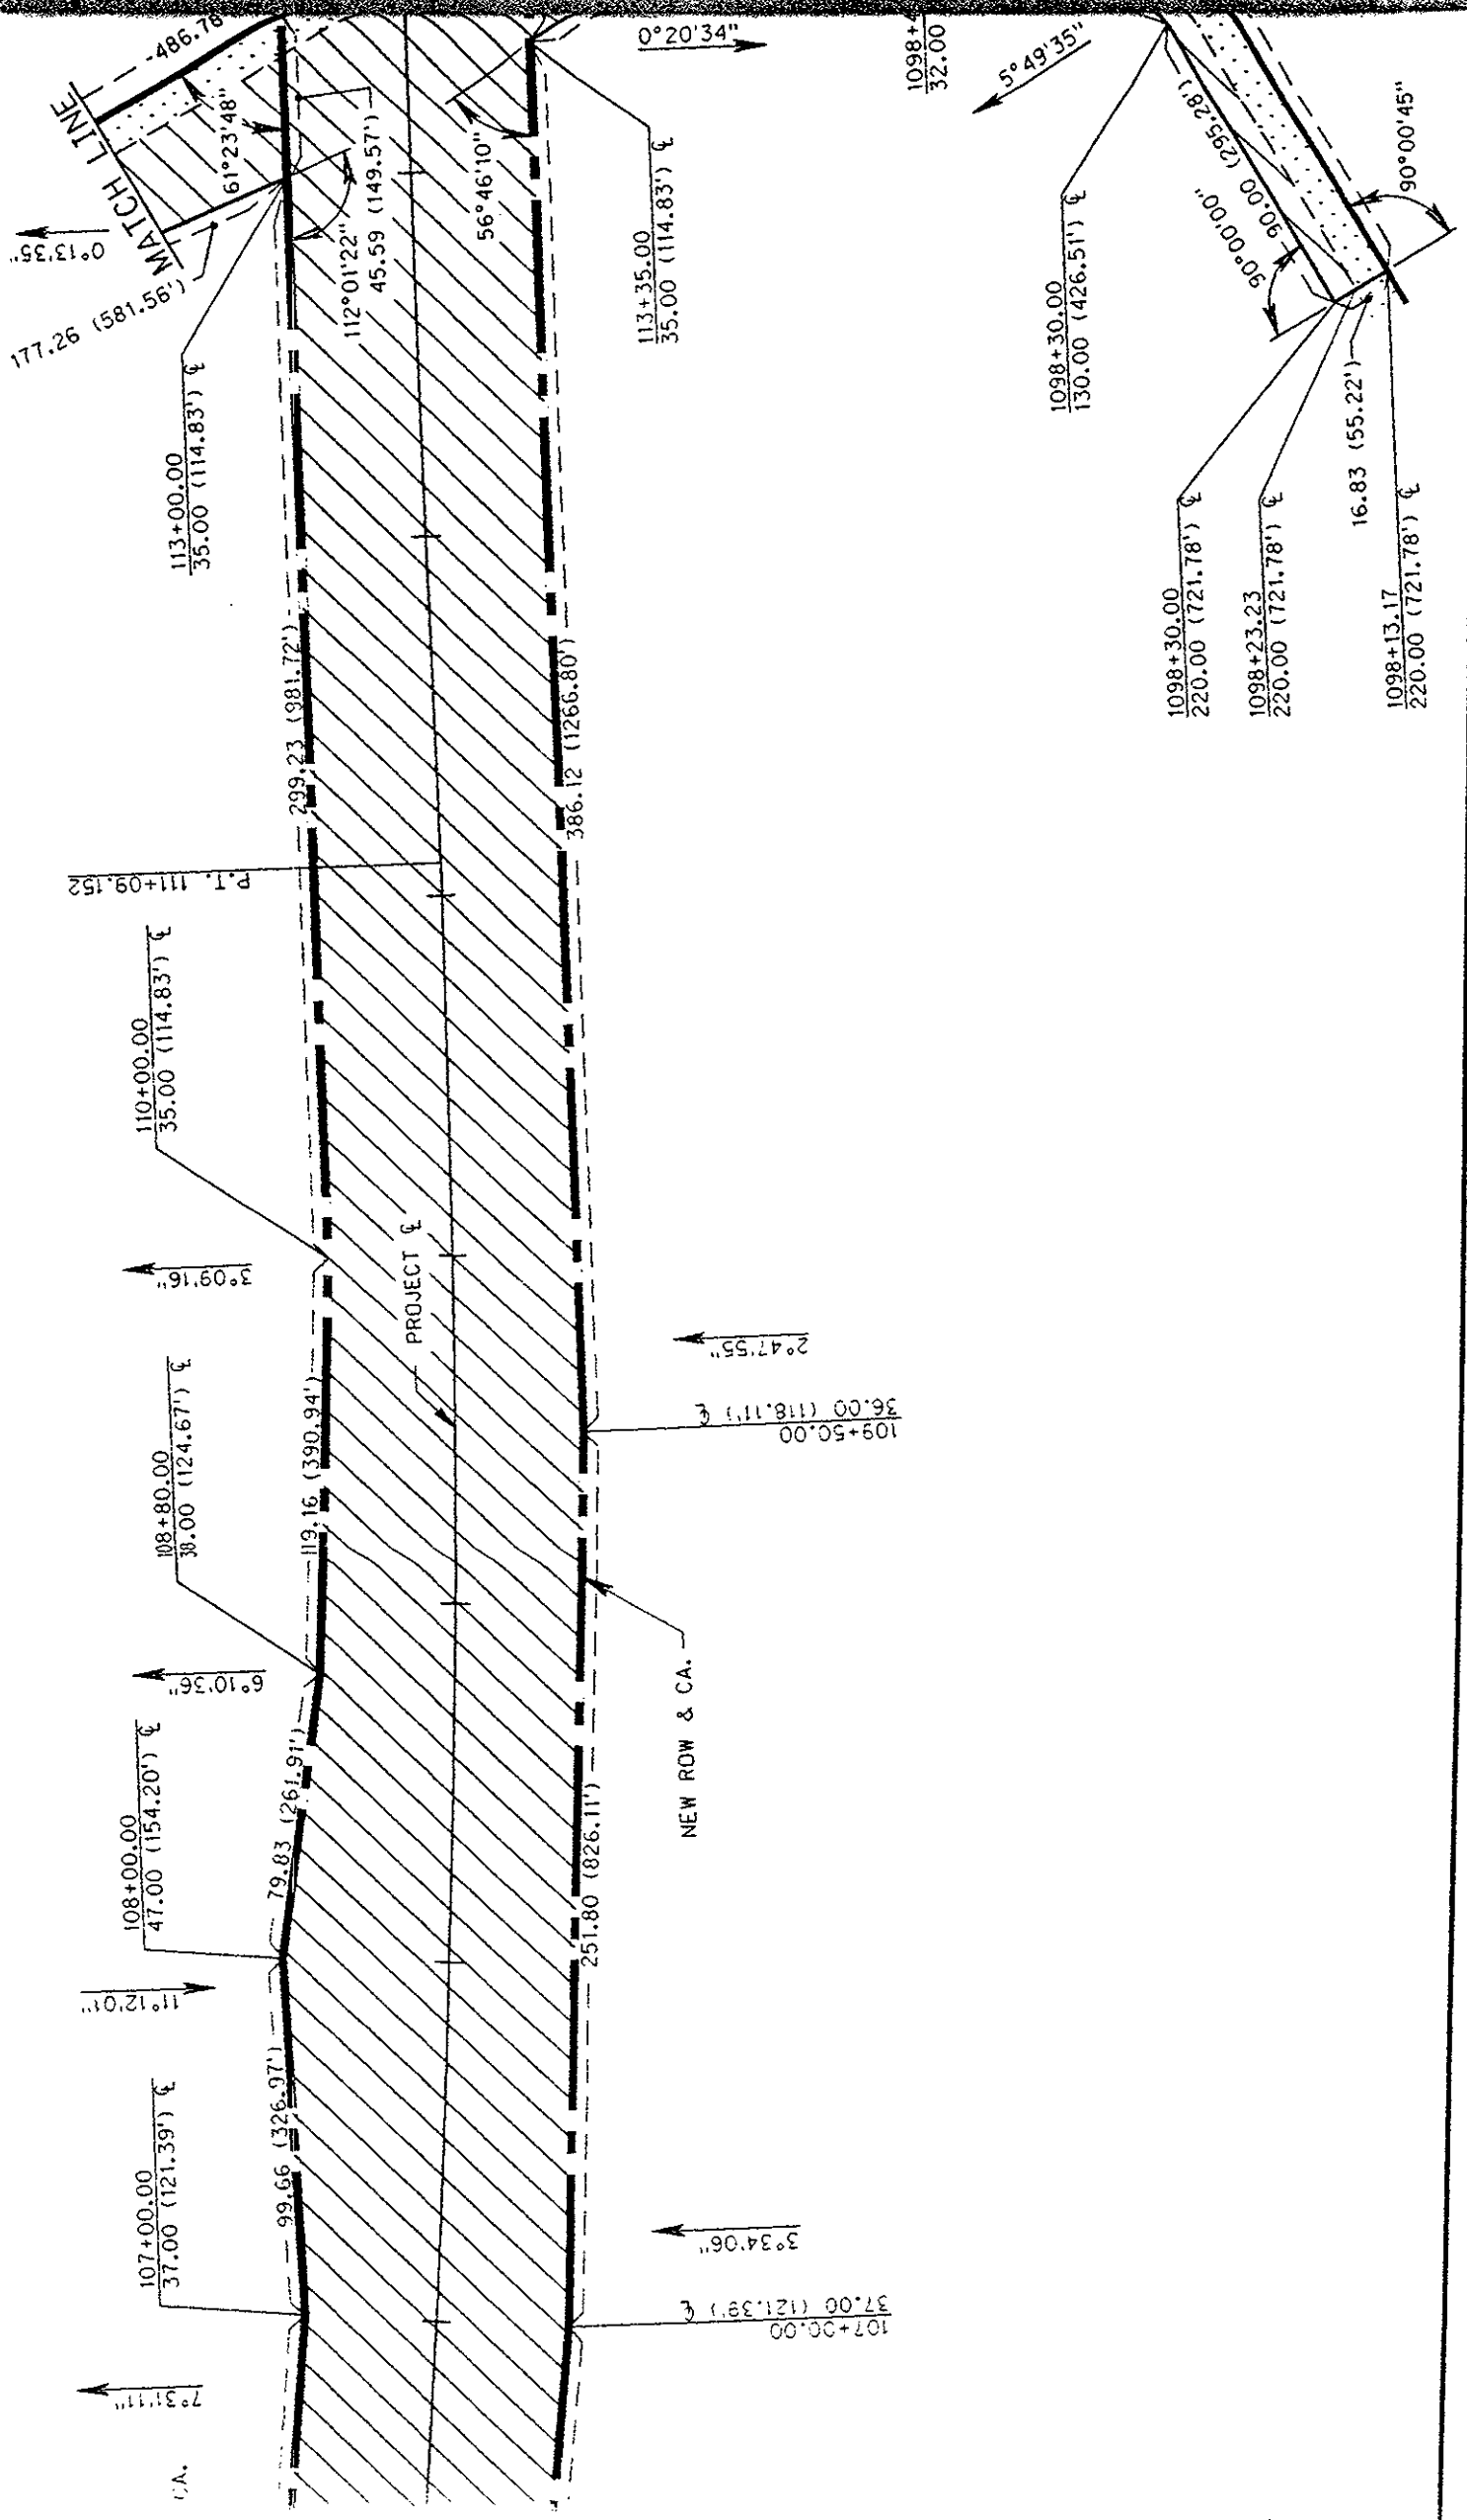 -486.78'
MATCH LINE
61°23'48"
0°13'35"
177.26 (581.56')
112°01'22"
45.59 (149.57')
56°46'10"
0°20'34"
113+35.00
35.00 (114.83') ℄
113+00.00
35.00 (114.83') ℄
1098+
32.00
5°49'35"
1098+30.00
130.00 (426.51') ℄
90.00 (295.28')
90°00'00"
90°00'45"
16.83 (55.22')
1098+30.00
220.00 (721.78') ℄
1098+23.23
220.00 (721.78') ℄
1098+13.17
220.00 (721.78') ℄
299.23 (981.72')
386.12 (1266.80')
P.T. 111+09.152
110+00.00
35.00 (114.83') ℄
3°09'16"
PROJECT ℄
2°47'55"
109+50.00
36.00 (118.11') ℄
108+80.00
38.00 (124.67') ℄
119.16 (390.94')
6°10'36"
NEW ROW & CA.
108+00.00
47.00 (154.20') ℄
79.83 (261.91')
251.80 (826.11')
107+00.00
37.00 (121.39') ℄
99.66 (326.97')
3°34'06"
107+00.00
37.00 (121.39') ℄
7°31'11"
CA.